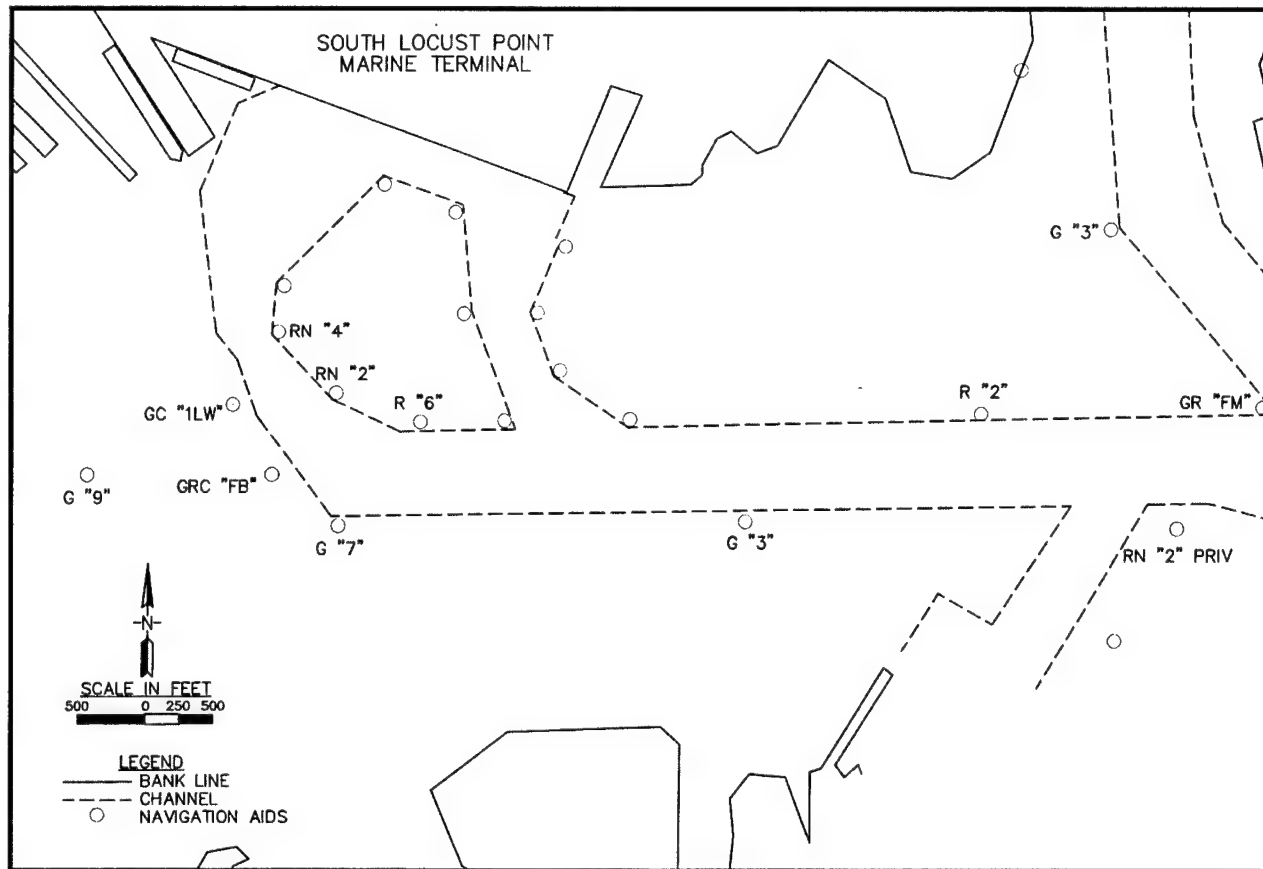 SOUTH LOCUST POINT
MARINE TERMINAL
G "3"
RN "4"
RN "2"
R "6"
R "2"
GR "FM"
GC "1LW"
GRC "FB"
G "9"
G "7"
G "3"
RN "2" PRIV
N
SCALE IN FEET
500 0 250 500
LEGEND
BANK LINE
CHANNEL
NAVIGATION AIDS